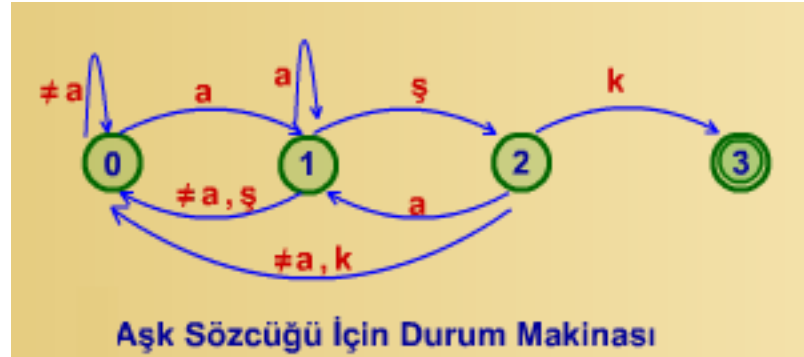 ≠a a a ş k
0 1 2 3
≠a,ş a
≠a,k
Aşk Sözcüğü İçin Durum Makinası